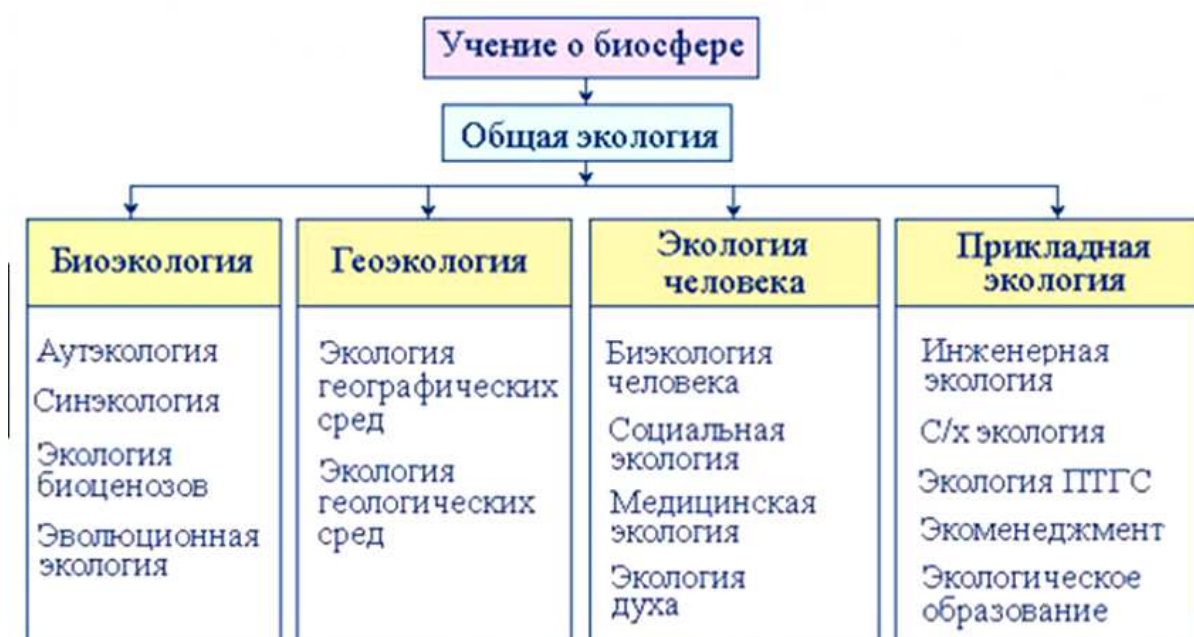 Учение о биосфере
Общая экология
Биоэкология
Аутэкология
Синэкология
Экология
биоценозов
Эволюционная
экология
Геоэкология
Экология
географических
сред
Экология
геологических
сред
Экология
человека
Биэкология
человека
Социальная
экология
Медицинская
экология
Экология
духа
Прикладная
экология
Инженерная
экология
С/х экология
Экология ПТГС
Экоменеджмент
Экологическое
образование